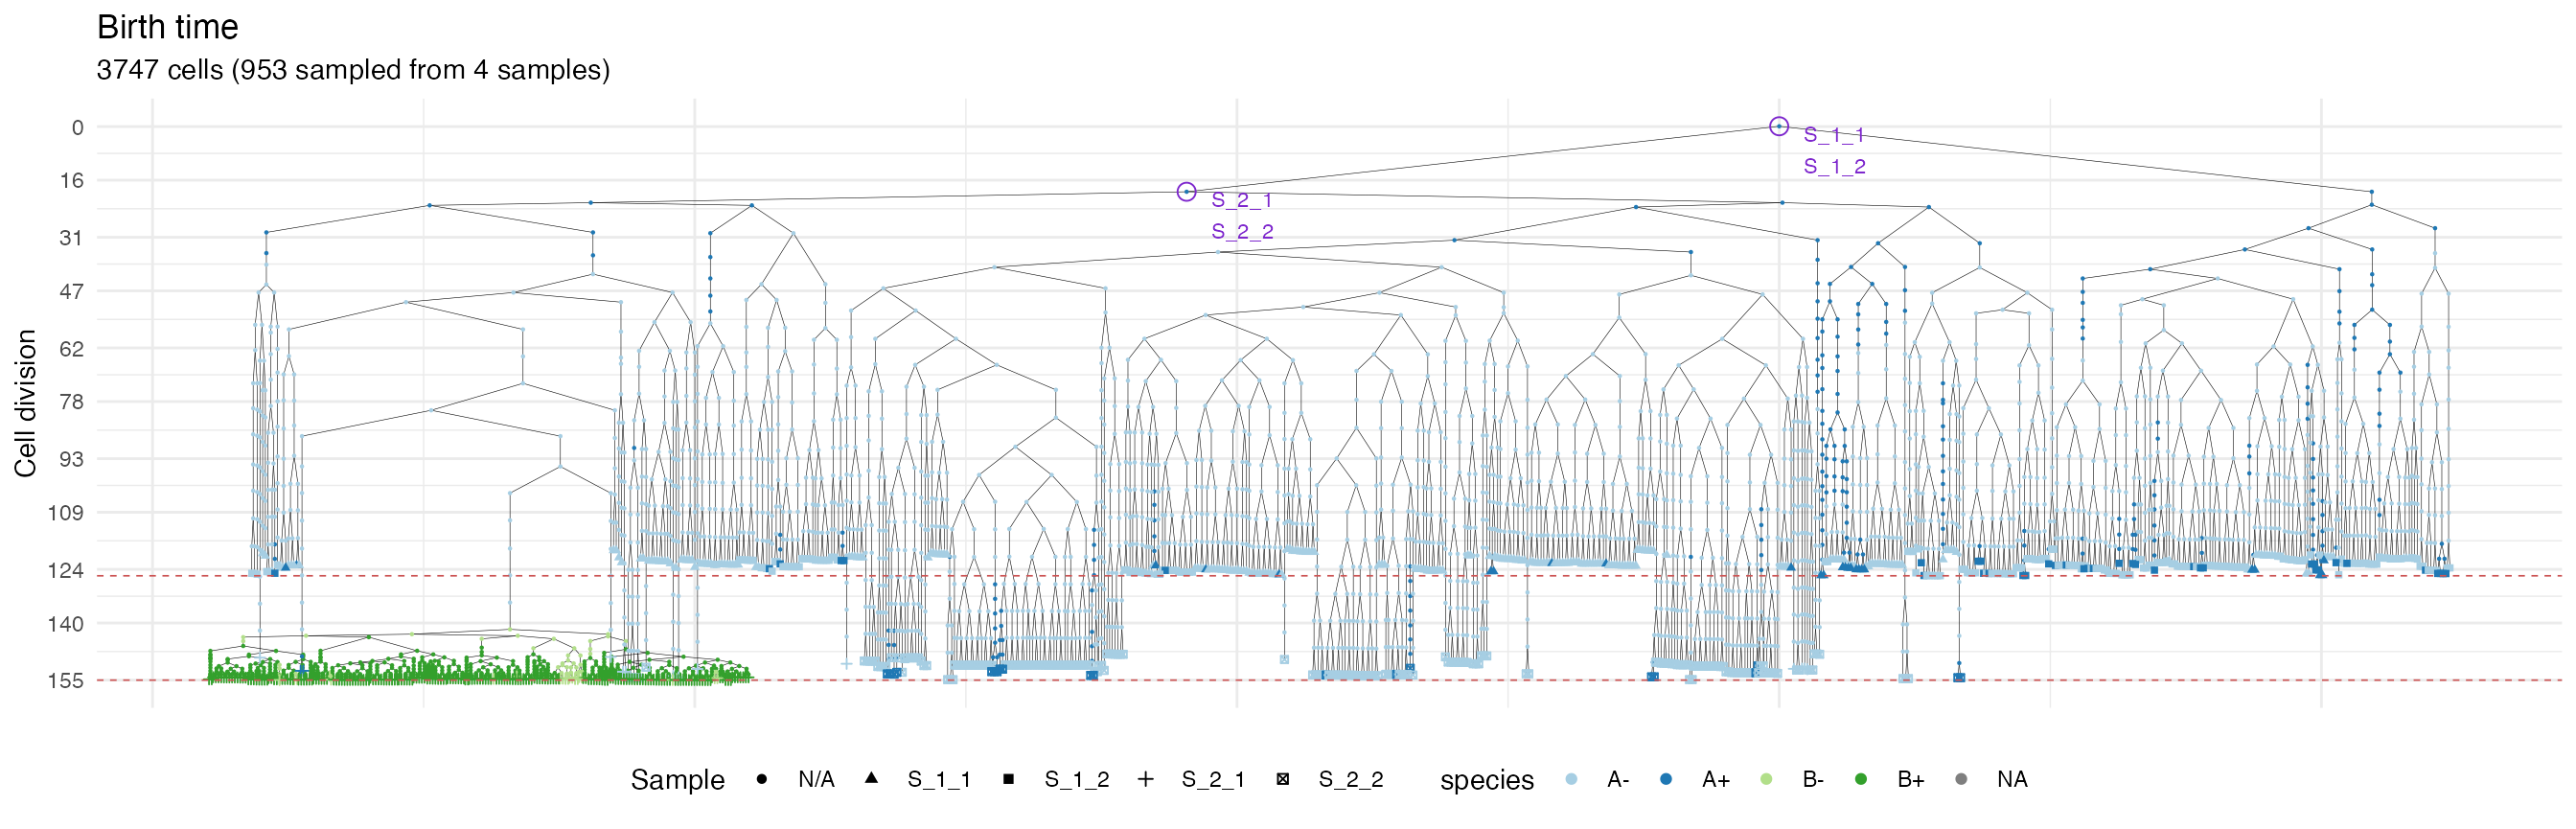 Birth time
3747 cells (953 sampled from 4 samples)
Cell division
0
16
31
47
62
78
93
109
124
140
155
S_1_1
S_1_2
S_2_1
S_2_2
Sample N/A S_1_1 S_1_2 S_2_1 S_2_2 species A- A+ B- B+ NA